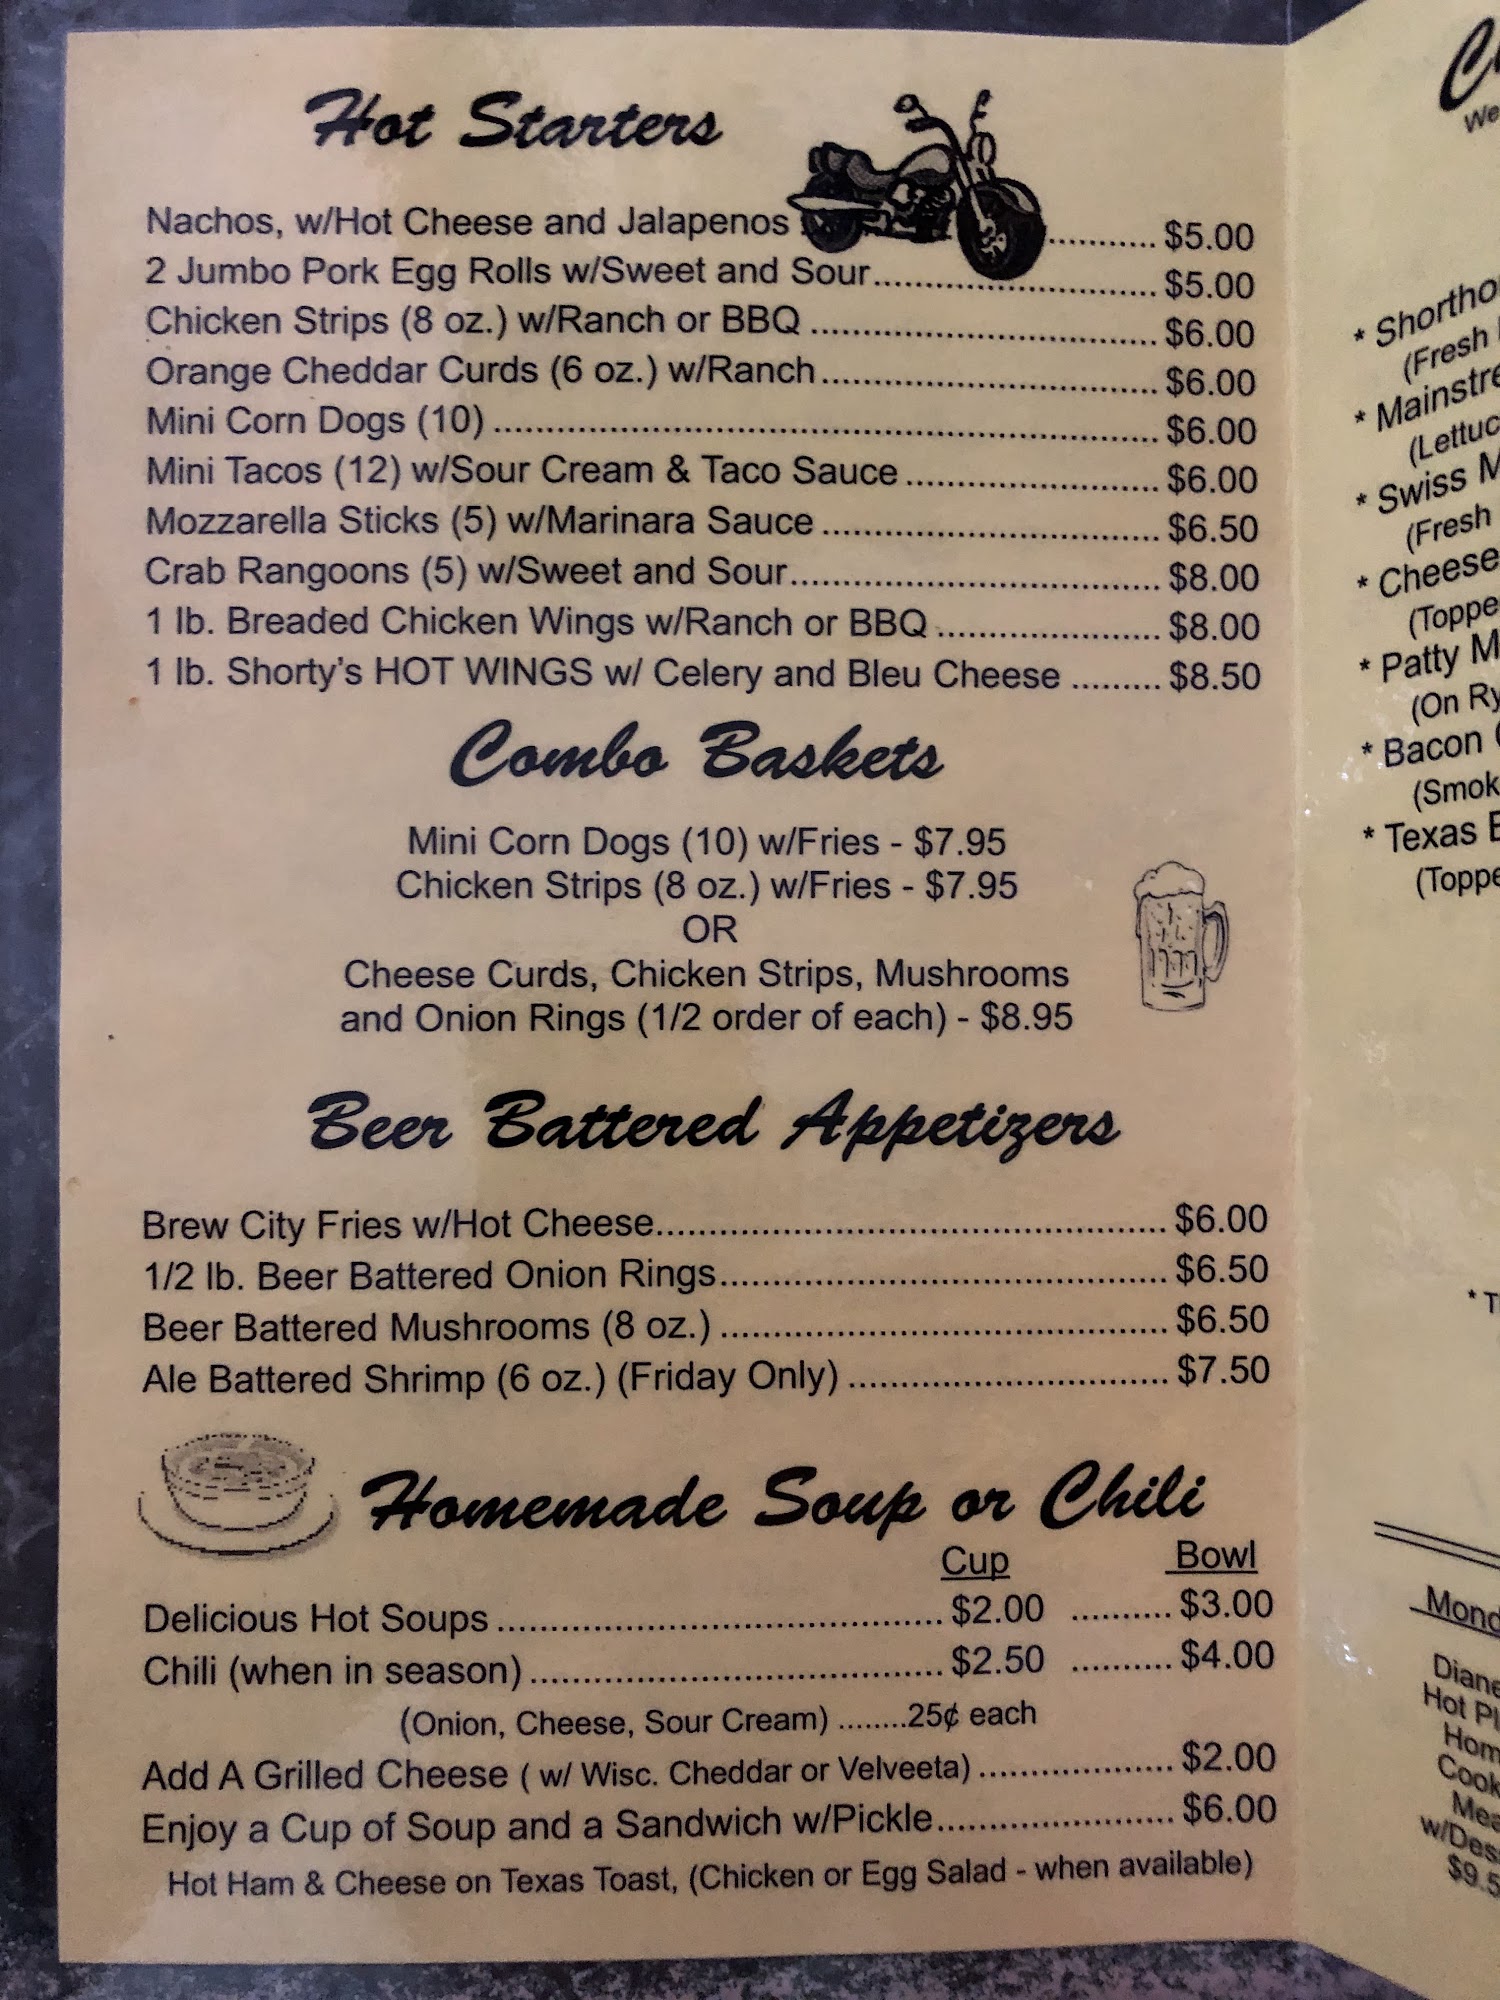 Hot Starters
Nachos, w/Hot Cheese and Jalapenos ........... $5.00
2 Jumbo Pork Egg Rolls w/Sweet and Sour........................... $5.00
Chicken Strips (8 oz.) w/Ranch or BBQ ................................. $6.00
Orange Cheddar Curds (6 oz.) w/Ranch................................ $6.00
Mini Corn Dogs (10) ............................................................... $6.00
Mini Tacos (12) w/Sour Cream & Taco Sauce ........................ $6.00
Mozzarella Sticks (5) w/Marinara Sauce ................................ $6.50
Crab Rangoons (5) w/Sweet and Sour................................... $8.00
1 lb. Breaded Chicken Wings w/Ranch or BBQ ..................... $8.00
1 lb. Shorty's HOT WINGS w/ Celery and Bleu Cheese ......... $8.50
Combo Baskets
Mini Corn Dogs (10) w/Fries - $7.95
Chicken Strips (8 oz.) w/Fries - $7.95
OR
Cheese Curds, Chicken Strips, Mushrooms
and Onion Rings (1/2 order of each) - $8.95
Beer Battered Appetizers
Brew City Fries w/Hot Cheese................................................ $6.00
1/2 lb. Beer Battered Onion Rings.......................................... $6.50
Beer Battered Mushrooms (8 oz.) .......................................... $6.50
Ale Battered Shrimp (6 oz.) (Friday Only) .............................. $7.50
Homemade Soup or Chili
Cup Bowl
Delicious Hot Soups .......................................... $2.00 .......... $3.00
Chili (when in season) ....................................... $2.50 .......... $4.00
(Onion, Cheese, Sour Cream) ........25¢ each
Add A Grilled Cheese ( w/ Wisc. Cheddar or Velveeta) ................... $2.00
Enjoy a Cup of Soup and a Sandwich w/Pickle....................... $6.00
Hot Ham & Cheese on Texas Toast, (Chicken or Egg Salad - when available)
We
* 
(Fresh
* 
* Swiss
(Fresh
* Cheese
* Patty
(On
* Bacon
* Texas
Hot